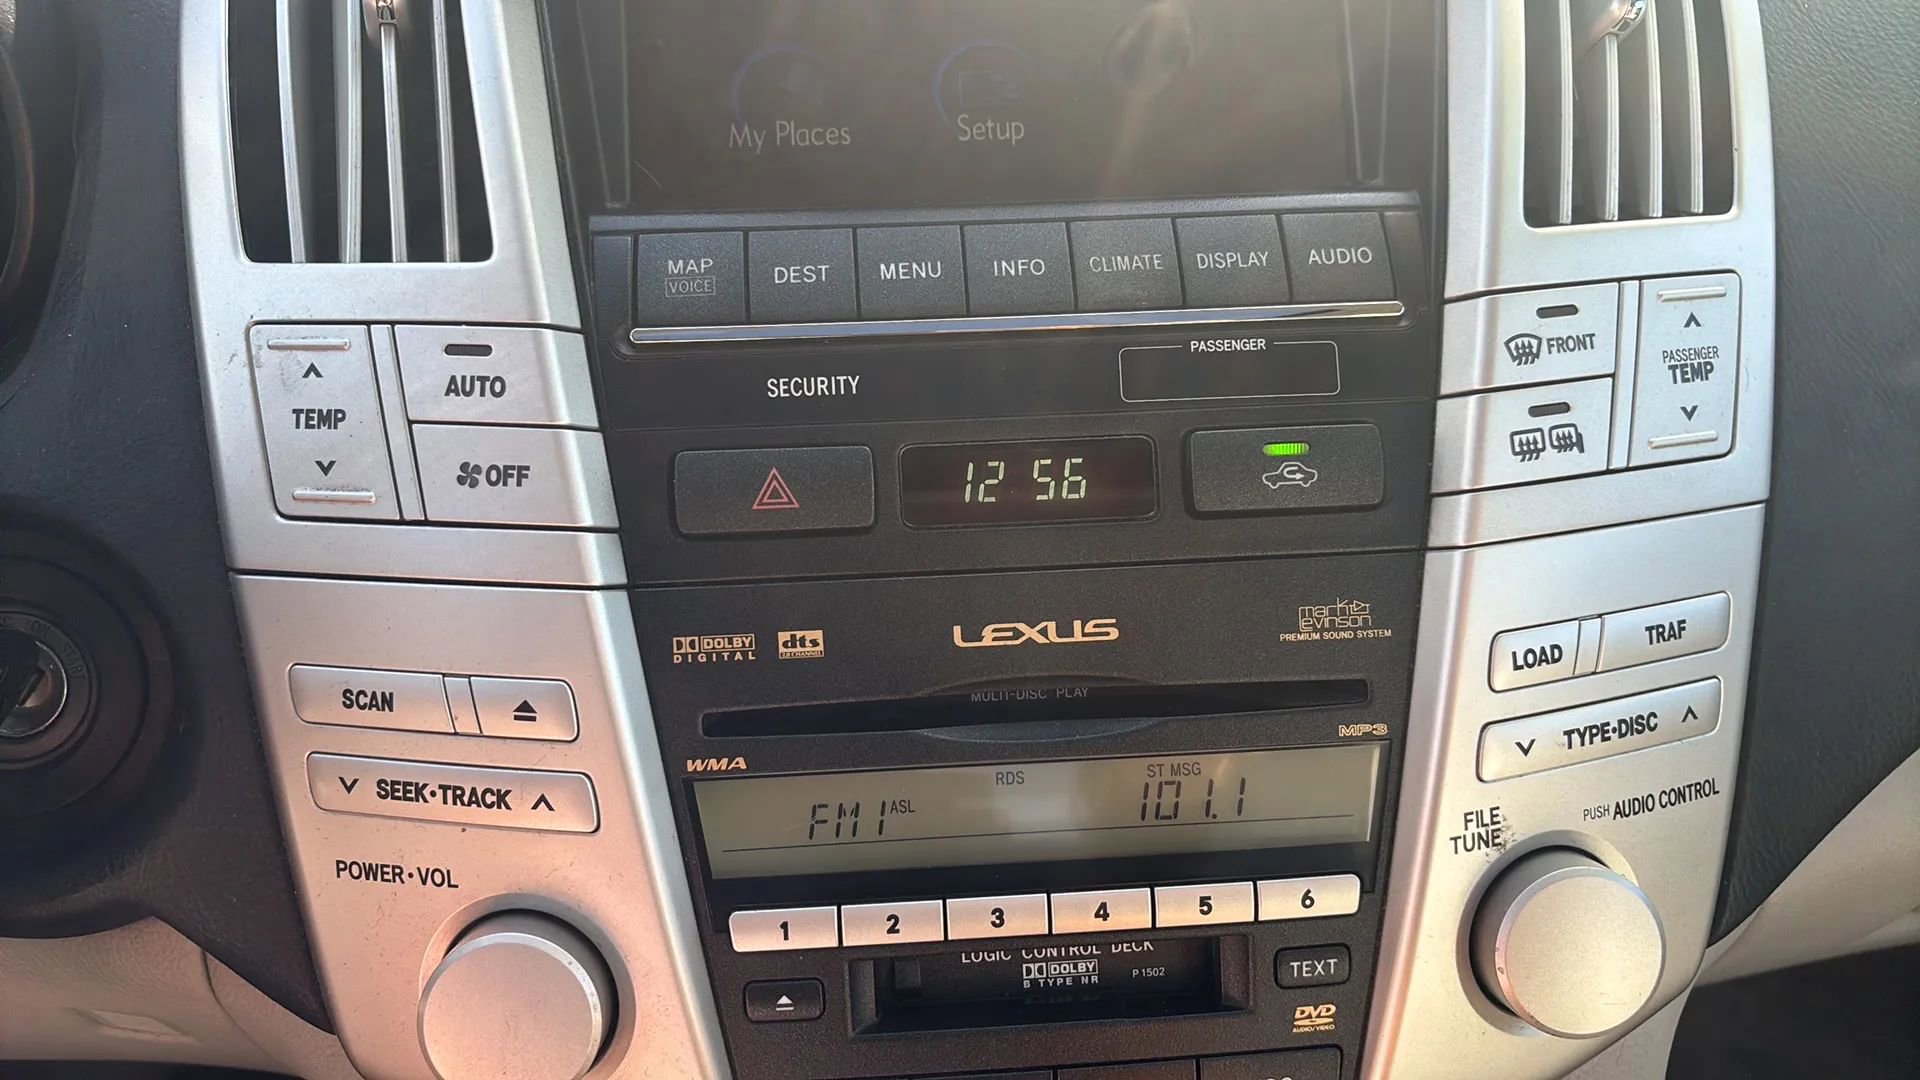 My Places
Setup
MAP
VOICE
DEST
MENU
INFO
CLIMATE
DISPLAY
AUDIO
PASSENGER
SECURITY
TEMP
AUTO
OFF
FRONT
PASSENGER
TEMP
12 56
DOLBY
DIGITAL
dts
LEXUS
mark
levinson
PREMIUM SOUND SYSTEM
LOAD
TRAF
SCAN
MULTI-DISC PLAY
MP3
TYPE•DISC
WMA
SEEK•TRACK
RDS
ST MSG
FM1 ASL
101.1
PUSH AUDIO CONTROL
FILE
TUNE
POWER•VOL
1
2
3
4
5
6
LOGIC CONTROL DECK
DOLBY
B TYPE NR
P1502
TEXT
DVD
AUDIO/VIDEO